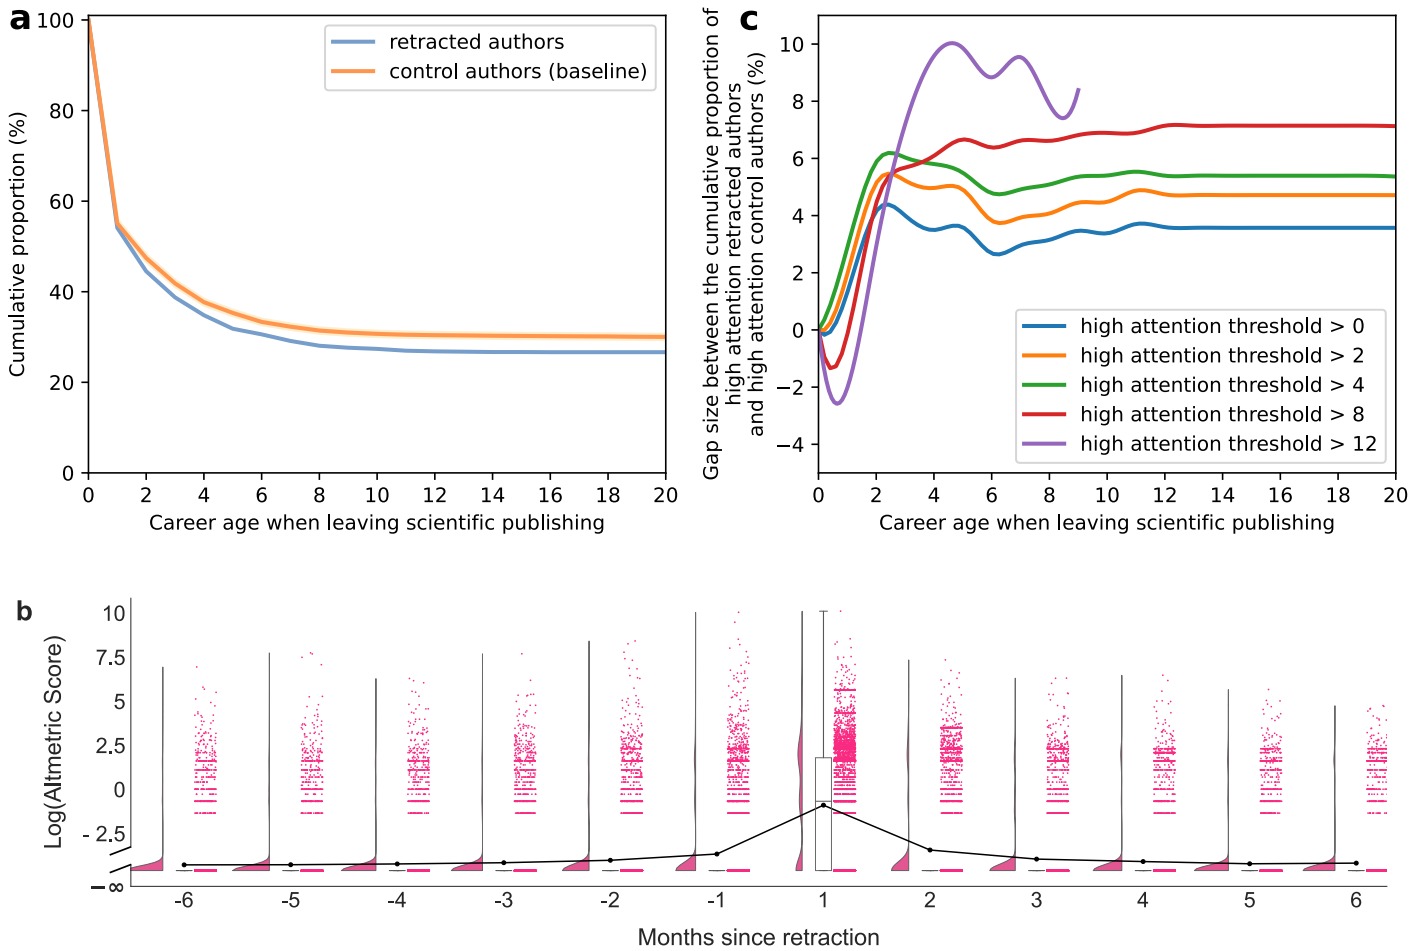 a
Cumulative proportion (%)
100
80
60
40
20
0
retracted authors
control authors (baseline)
0 2 4 6 8 10 12 14 16 18 20
Career age when leaving scientific publishing
c
Gap size between the cumulative proportion of
high attention retracted authors
and high attention control authors (%)
10
8
6
4
2
0
−2
−4
high attention threshold > 0
high attention threshold > 2
high attention threshold > 4
high attention threshold > 8
high attention threshold > 12
0 2 4 6 8 10 12 14 16 18 20
Career age when leaving scientific publishing
b
Log(Altmetric Score)
10
7.5
5
2.5
0
- 2.5
−∞
-6 -5 -4 -3 -2 -1 1 2 3 4 5 6
Months since retraction